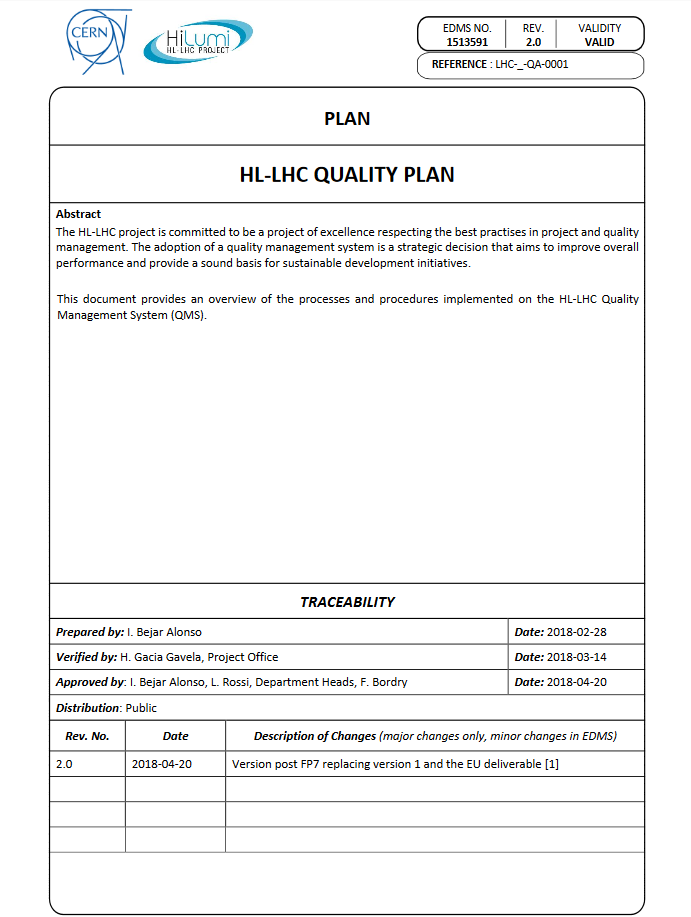 CERN
HiLumi
HL-LHC PROJECT
EDMS NO. REV. VALIDITY
1513591 2.0 VALID
REFERENCE : LHC-_-QA-0001
PLAN
HL-LHC QUALITY PLAN
Abstract
The HL-LHC project is committed to be a project of excellence respecting the best practises in project and quality
management. The adoption of a quality management system is a strategic decision that aims to improve overall
performance and provide a sound basis for sustainable development initiatives.
This document provides an overview of the processes and procedures implemented on the HL-LHC Quality
Management System (QMS).
TRACEABILITY
Prepared by: I. Bejar Alonso Date: 2018-02-28
Verified by: H. Gacia Gavela, Project Office Date: 2018-03-14
Approved by: I. Bejar Alonso, L. Rossi, Department Heads, F. Bordry Date: 2018-04-20
Distribution: Public
Rev. No. Date Description of Changes (major changes only, minor changes in EDMS)
2.0 2018-04-20 Version post FP7 replacing version 1 and the EU deliverable [1]